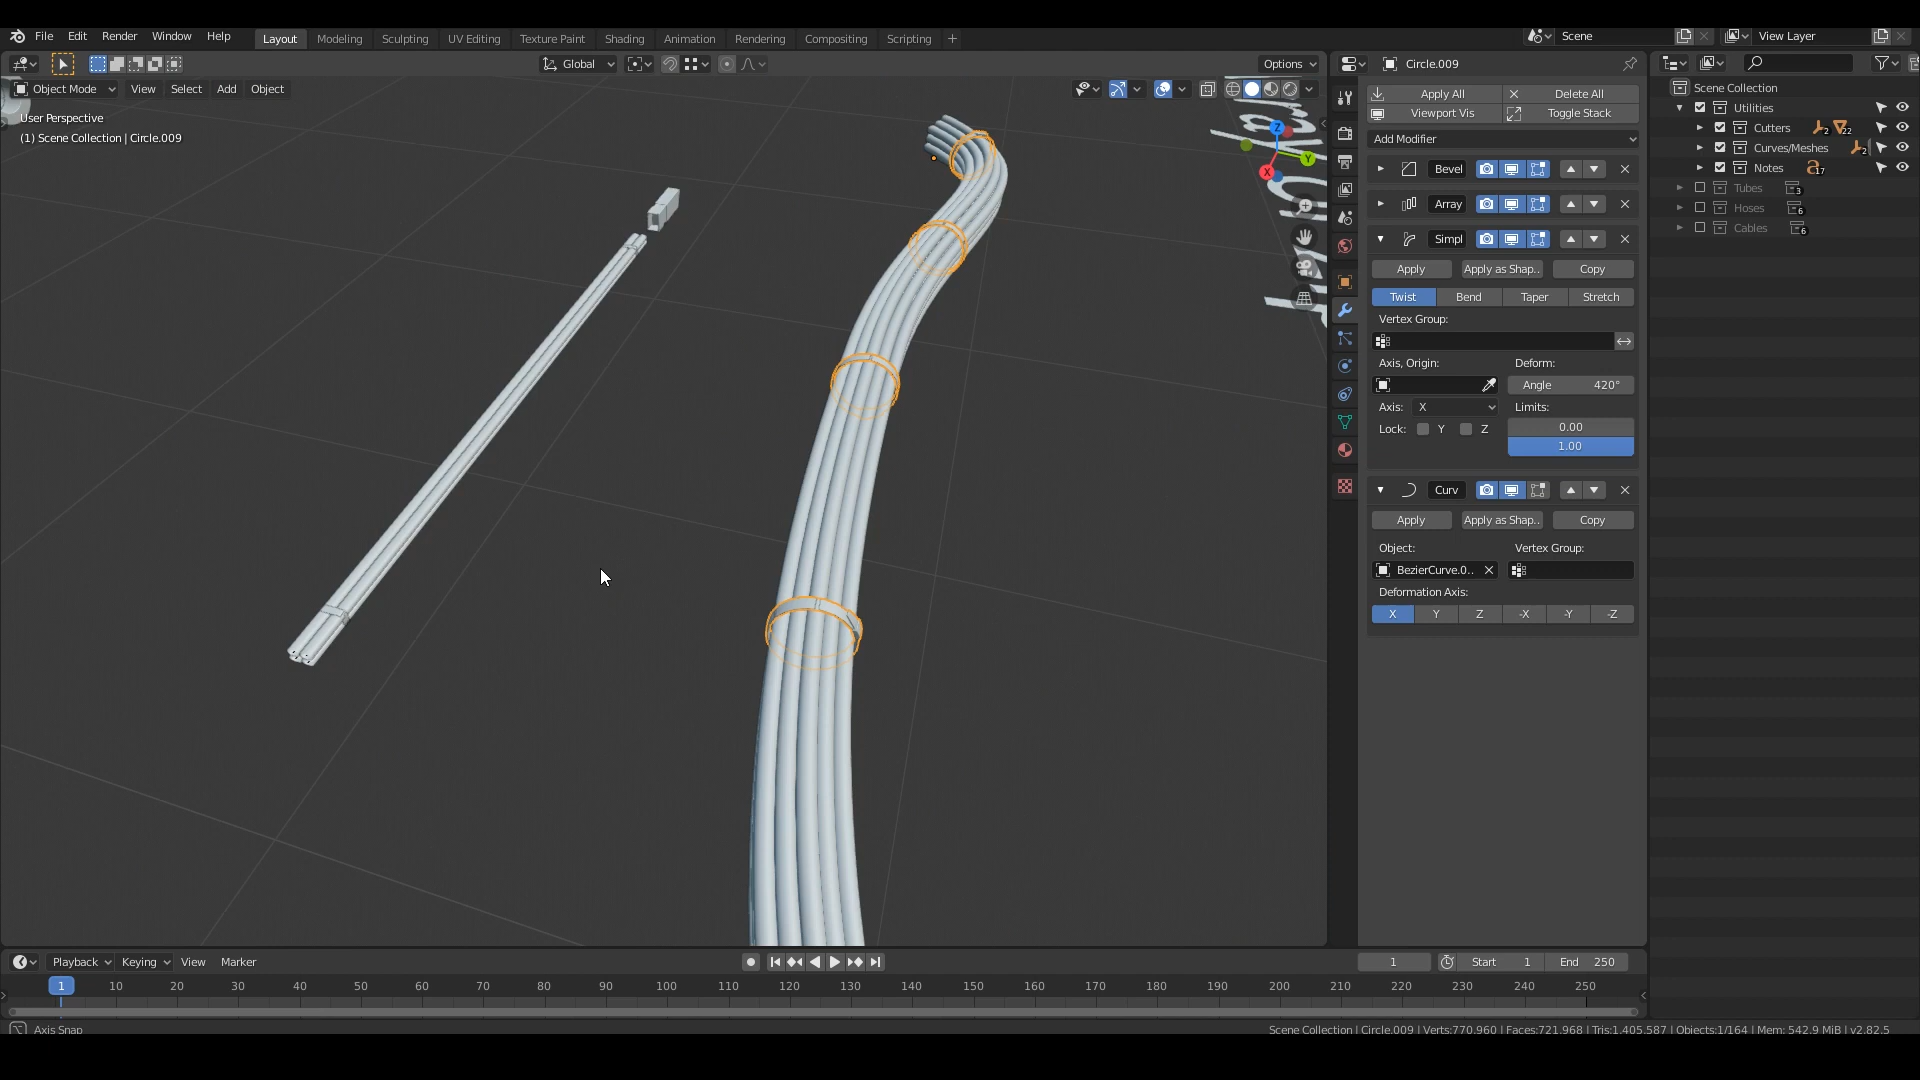 File Edit Render Window Help
Layout Modeling Sculpting UV Editing Texture Paint Shading Animation Rendering Compositing Scripting +
Scene
View Layer
Global
Options
Object Mode View Select Add Object
User Perspective
(1) Scene Collection | Circle.009
Z
Y
X
Circle.009
Apply All Delete All
Viewport Vis Toggle Stack
Add Modifier
Bevel
Array
Simpl
Apply Apply as Shap.. Copy
Twist Bend Taper Stretch
Vertex Group:
Axis, Origin: Deform:
Angle 420°
Axis: X Limits:
Lock: Y Z 0.00
1.00
Curv
Apply Apply as Shap.. Copy
Object: Vertex Group:
BezierCurve.0..
Deformation Axis:
X Y Z -X -Y -Z
Scene Collection
Utilities
Cutters 2 22
Curves/Meshes 2
Notes 17
Tubes 3
Hoses 6
Cables 6
Playback Keying View Marker
1 Start 1 End 250
1 10 20 30 40 50 60 70 80 90 100 110 120 130 140 150 160 170 180 190 200 210 220 230 240 250
Axis Snap
Scene Collection | Circle.009 | Verts:770.960 | Faces:721.968 | Tris:1.405.587 | Objects:1/164 | Mem: 542.9 MiB | v2.82.5